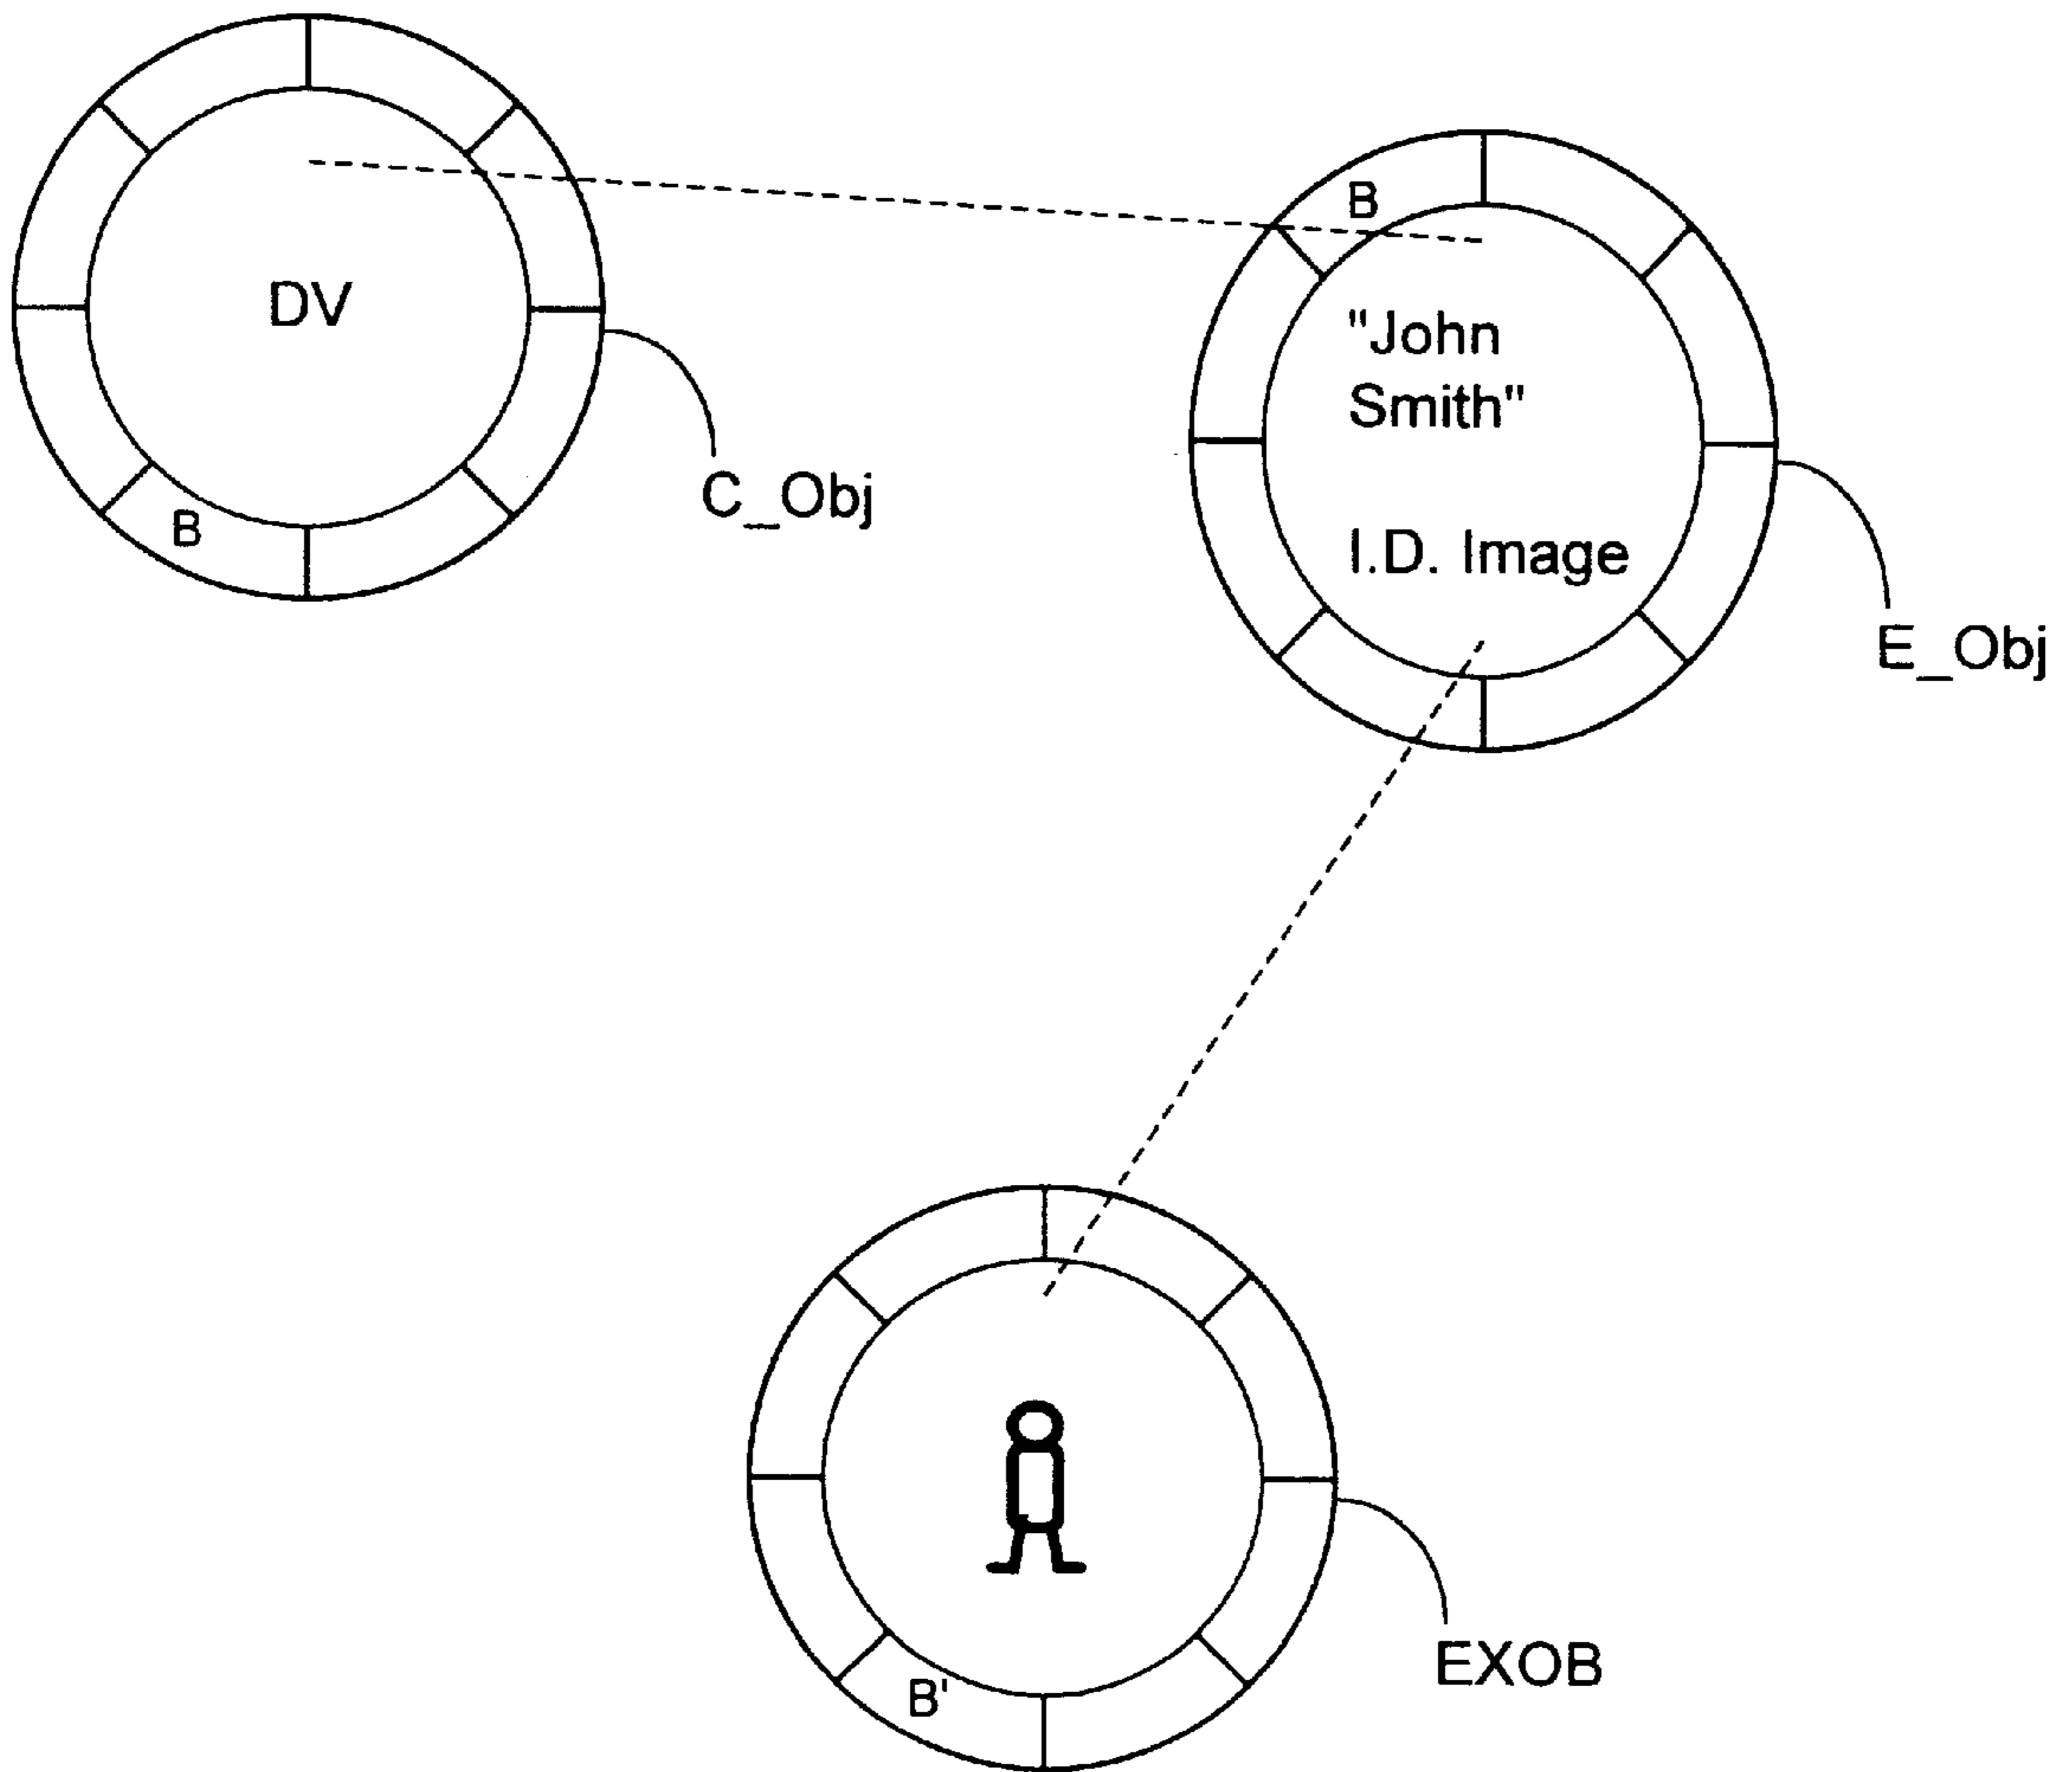 DV
B
C_Obj
B
"John
Smith"
I.D. Image
E_Obj
B'
EXOB